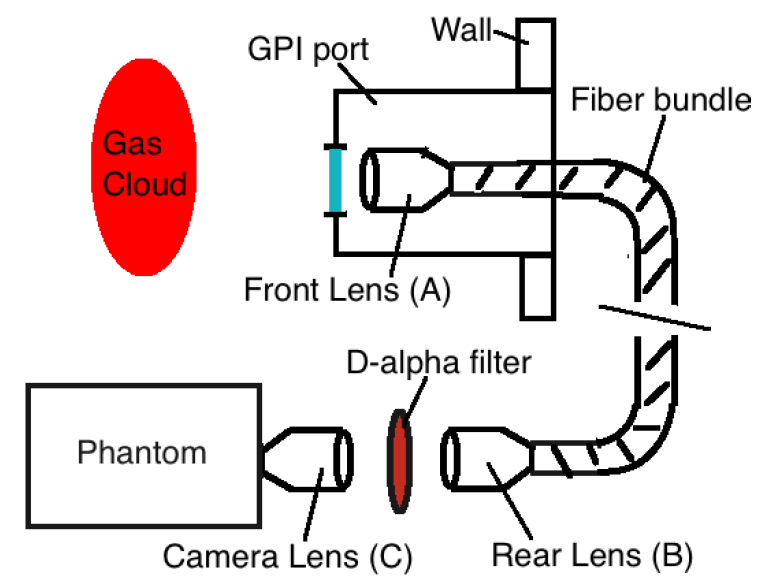 Wall
GPI port
Fiber bundle
Gas
Cloud
Front Lens (A)
D-alpha filter
Phantom
Camera Lens (C)
Rear Lens (B)